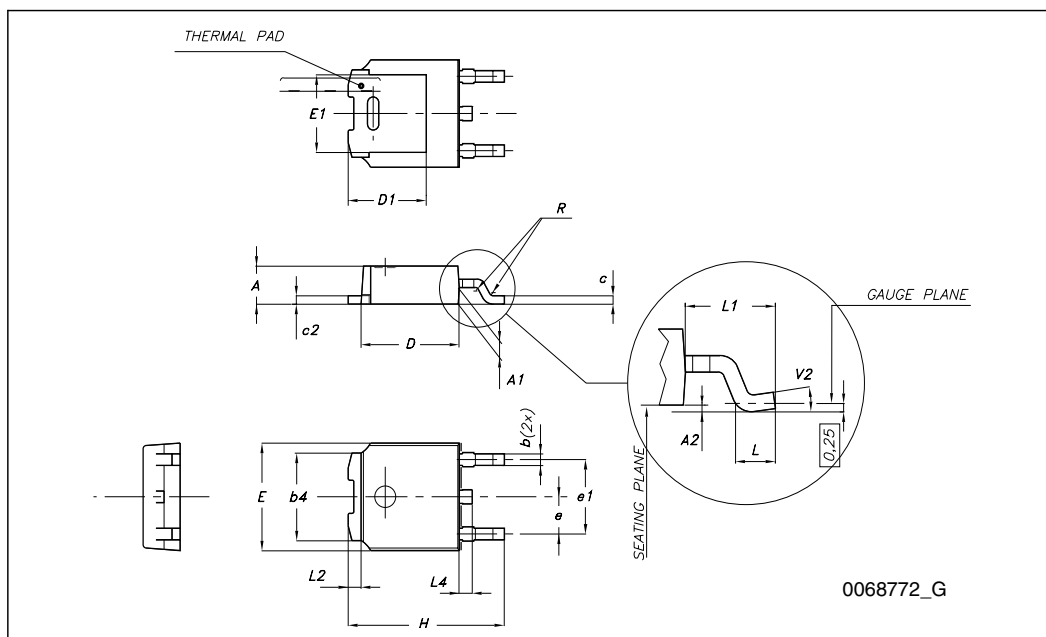 THERMAL PAD
E1
D1
R
A
c2
D
A1
c
L1
GAUGE PLANE
V2
A2
L
0,25
SEATING PLANE
b(2x)
E
b4
e
e1
L2
L4
H
0068772_G